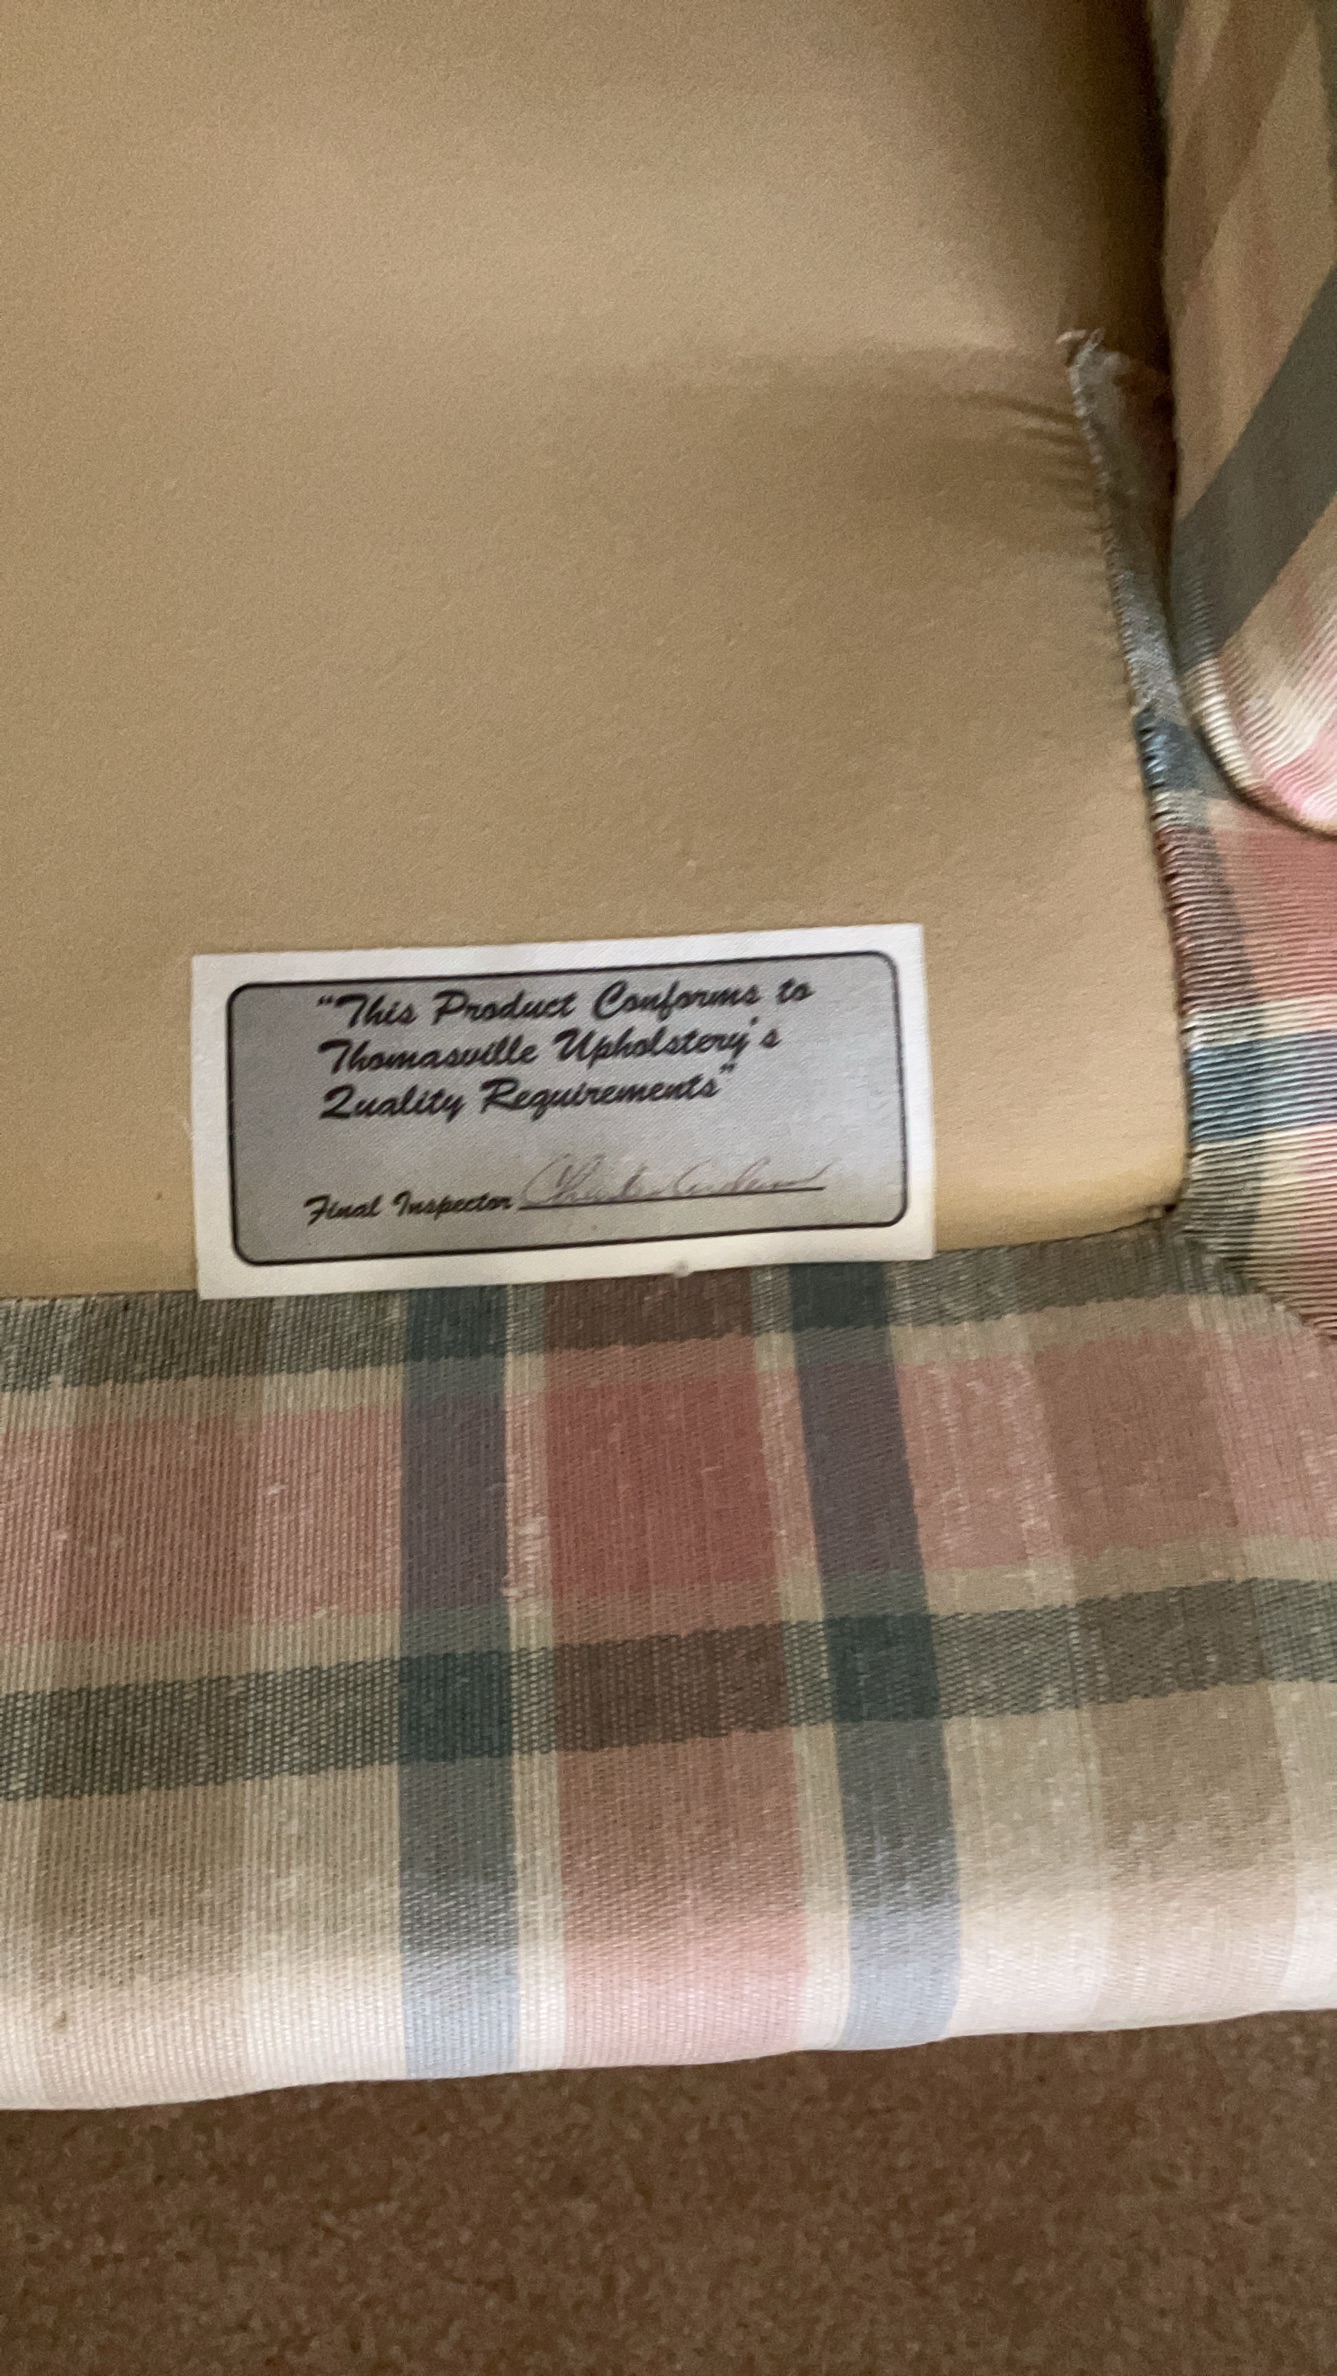 "This Product Conforms to
Thomasville Upholstery's
Quality Requirements"
Final Inspector